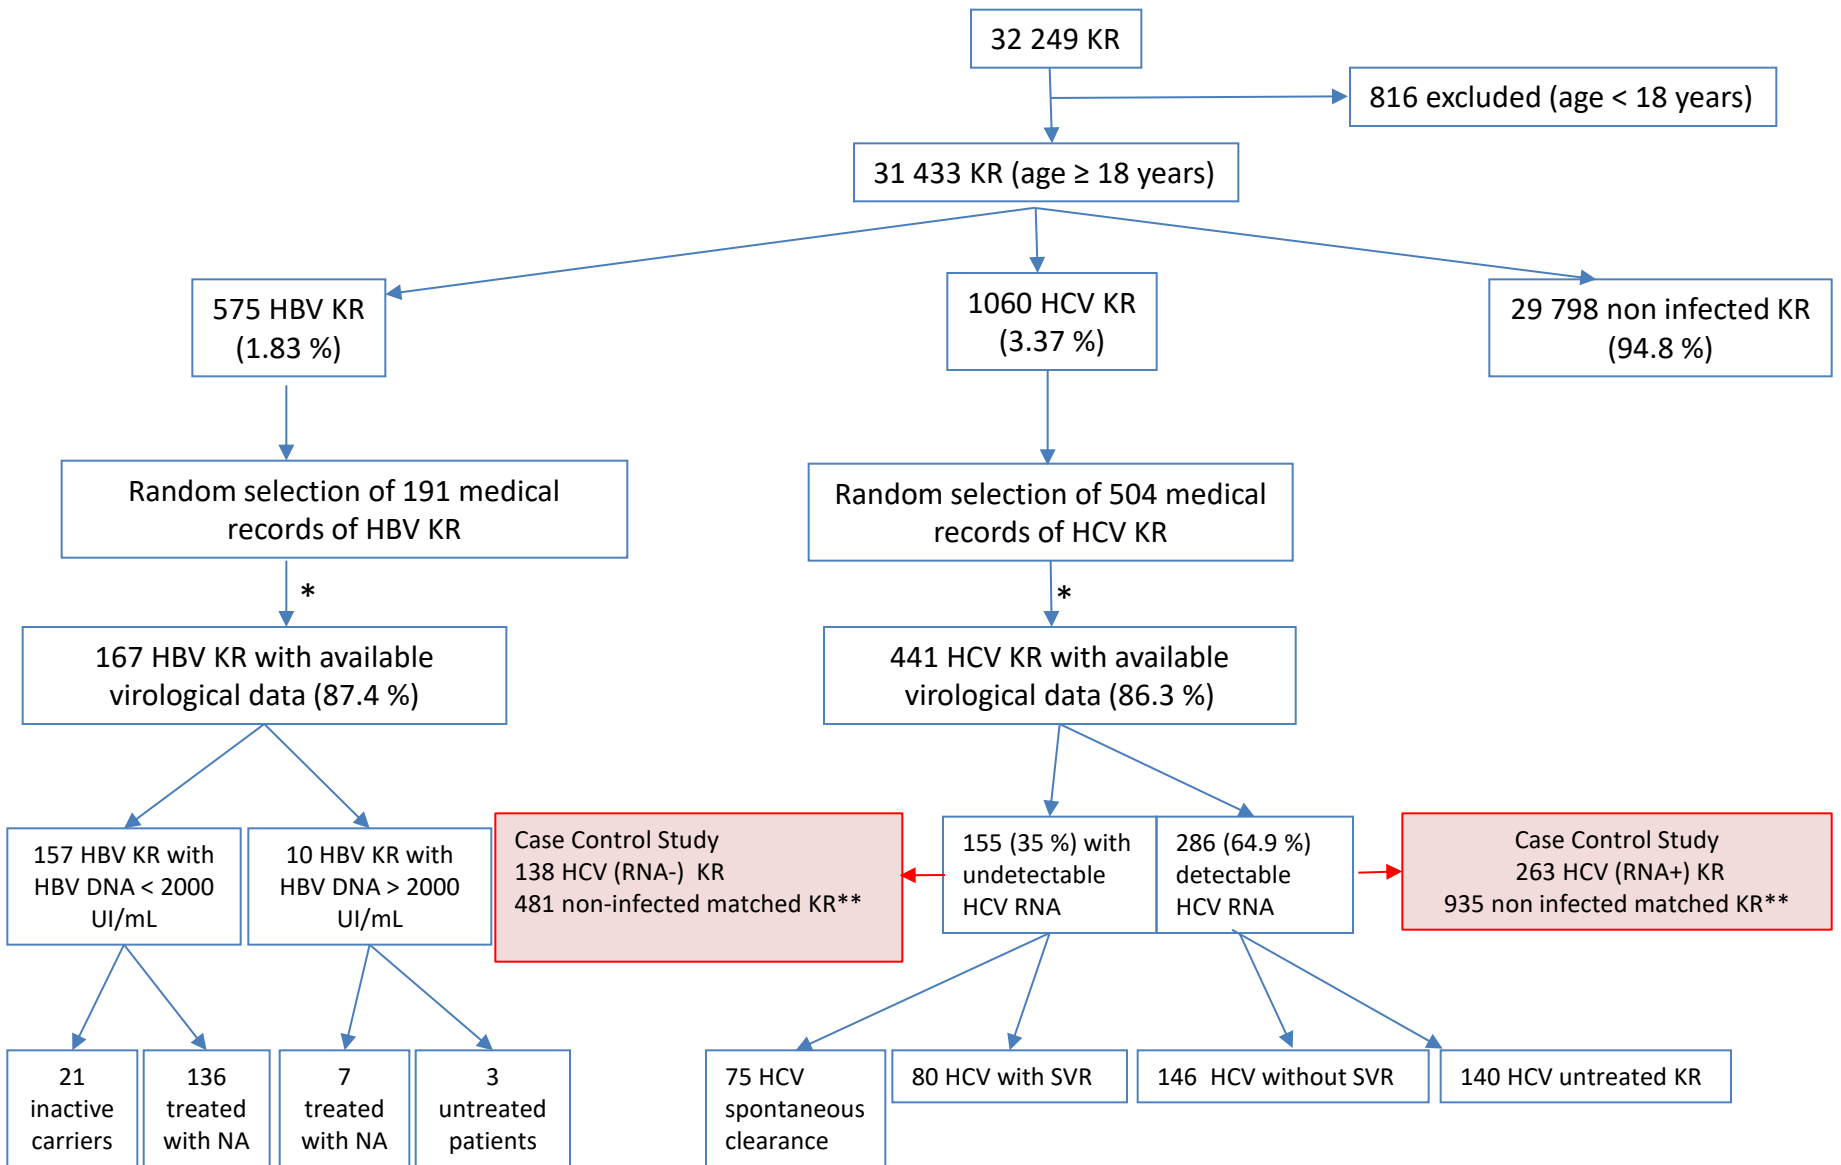 32 249 KR
816 excluded (age < 18 years)
31 433 KR (age ≥ 18 years)
575 HBV KR
(1.83 %)
1060 HCV KR
(3.37 %)
29 798 non infected KR
(94.8 %)
Random selection of 191 medical
records of HBV KR
Random selection of 504 medical
records of HCV KR
*
*
167 HBV KR with available
virological data (87.4 %)
441 HCV KR with available
virological data (86.3 %)
157 HBV KR with
HBV DNA < 2000
UI/mL
10 HBV KR with
HBV DNA > 2000
UI/mL
Case Control Study
138 HCV (RNA-) KR
481 non-infected matched KR**
155 (35 %) with
undetectable
HCV RNA
286 (64.9 %)
detectable
HCV RNA
Case Control Study
263 HCV (RNA+) KR
935 non infected matched KR**
21
inactive
carriers
136
treated
with NA
7
treated
with NA
3
untreated
patients
75 HCV
spontaneous
clearance
80 HCV with SVR
146 HCV without SVR
140 HCV untreated KR